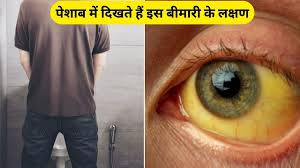 पेशाब में दिखते हैं इस बीमारी के लक्षण